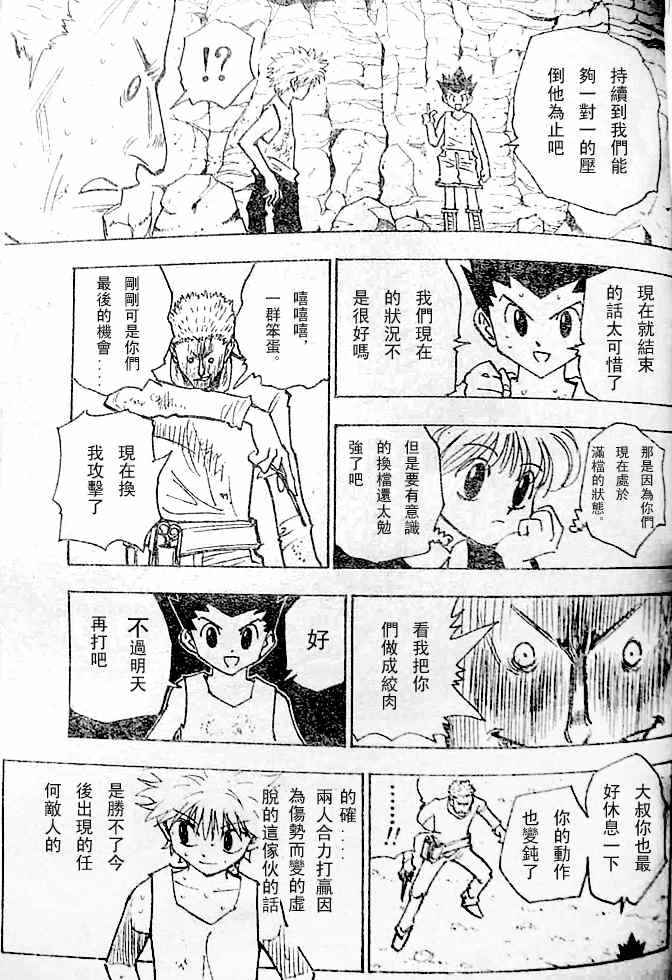 持續到我們能
夠一對一的壓
倒他為止吧
!?
現在就結束
的話太可惜了
我們現在
的狀況不
是很好嗎
嘻嘻嘻,
一群笨蛋。
剛剛可是你們
最後的機會....
現在換
我攻擊了
那是因為你們
現在處於
滿檔的狀態。
但是要有意識
的換檔還太勉
強了吧
看我把你
們做成絞肉
好
不過明天
再打吧
大叔你也最
好休息一下
你的動作
也變鈍了
....!!
的確....
兩人合力打贏因
為傷勢而變的虛
脫的這傢伙的話
是勝不了今
後出現的任
何敵人的